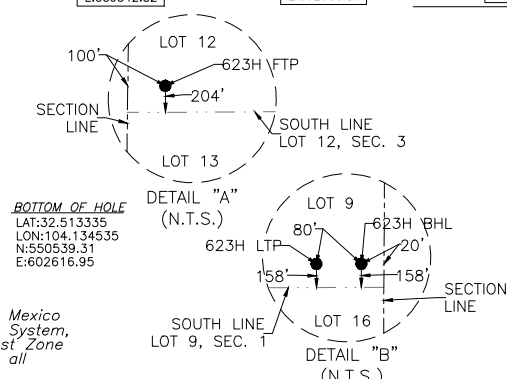 LOT 12
100'
623H FTP
204'
SECTION
LINE
SOUTH LINE
LOT 12, SEC. 3
LOT 13
DETAIL "A"
(N.T.S.)
BOTTOM OF HOLE
LAT:32.513335
LON:104.134535
N:550539.31
E:602616.95
LOT 9
80'
623H BHL
623H LTP
20'
158'
158'
SECTION
LINE
SOUTH LINE
LOT 9, SEC. 1
LOT 16
DETAIL "B"
(N.T.S.)
Mexico
System,
st Zone
all